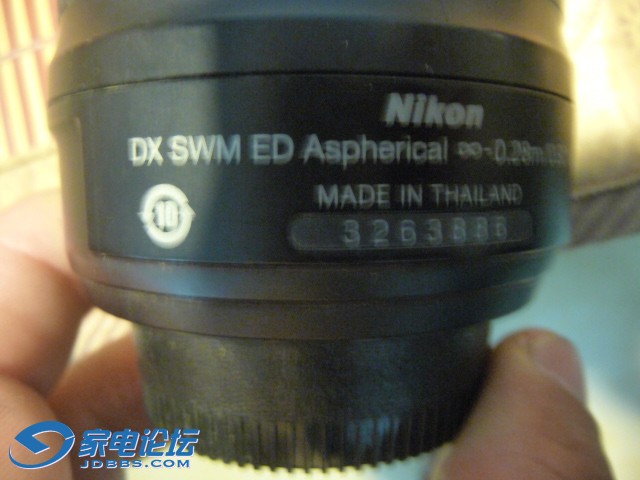 Nikon
DX SWM ED Aspherical ∞-0.28m/
MADE IN THAILAND
10
家电论坛
JDBBS.COM